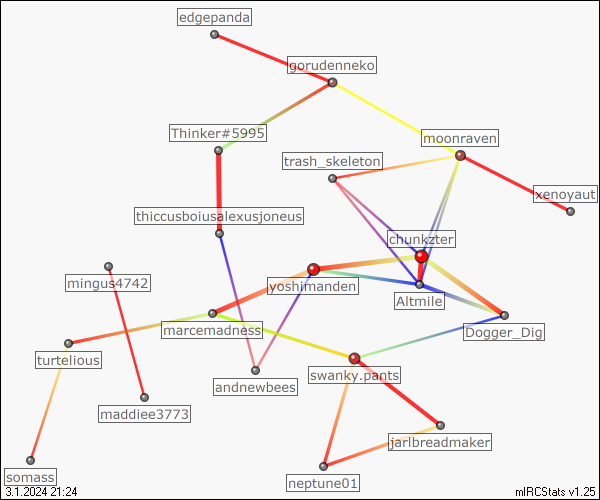 edgepanda
gorudenneko
Thinker#5995
moonraven
trash_skeleton
xenoyaut
thiccusboiusalexusjoneus
chunkzter
mingus4742
yoshimanden
Altmile
marcemadness
Dogger_Dig
turtelious
andnewbees
swanky.pants
maddiee3773
jarlbreadmaker
somass
neptune01
3.1.2024 21:24
mIRCStats v1.25